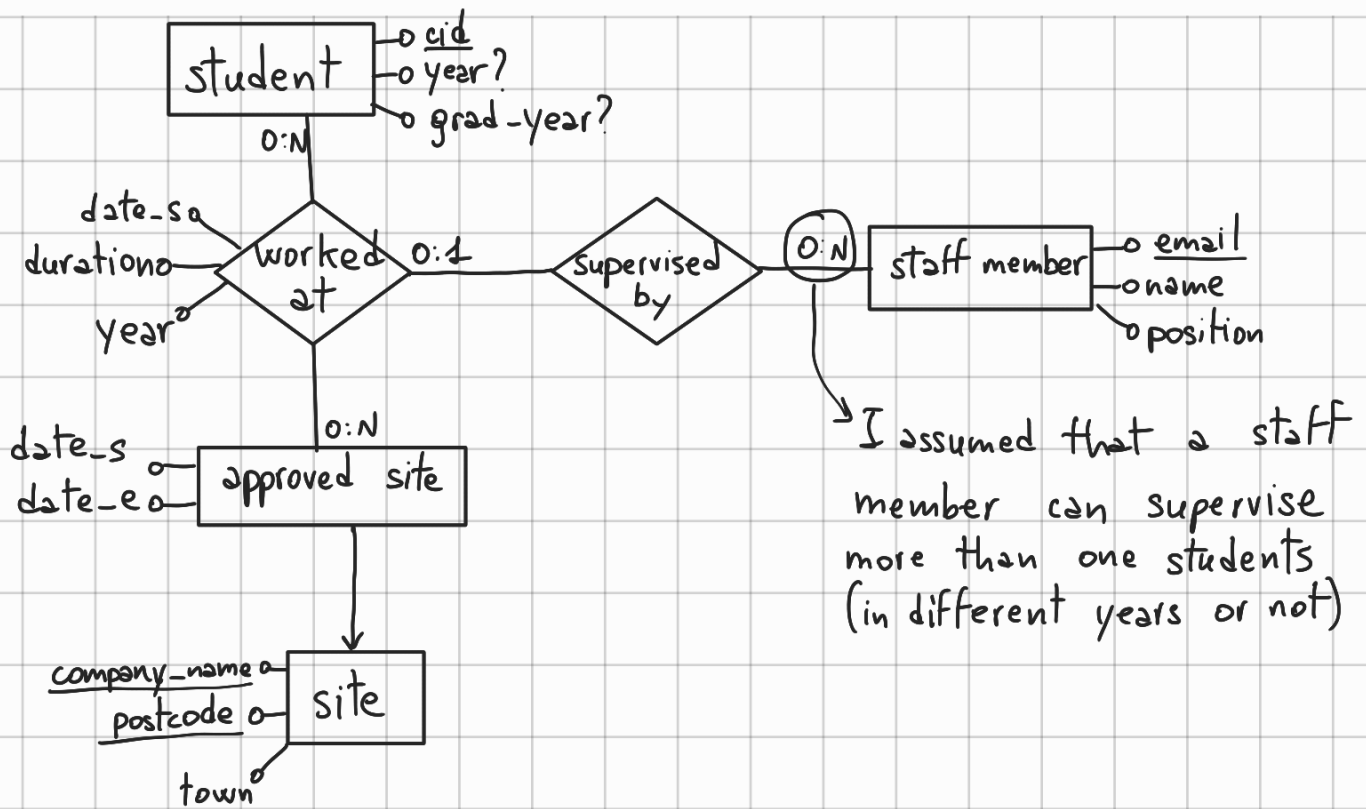 student
cid
year?
grad-year?
0:N
date-s
duration
year
worked
at
0:1
supervised
by
0:N
staff member
email
name
position
0:N
date_s
date_e
approved site
I assumed that a staff
member can supervise
more than one students
(in different years or not)
company_name
postcode
town
site